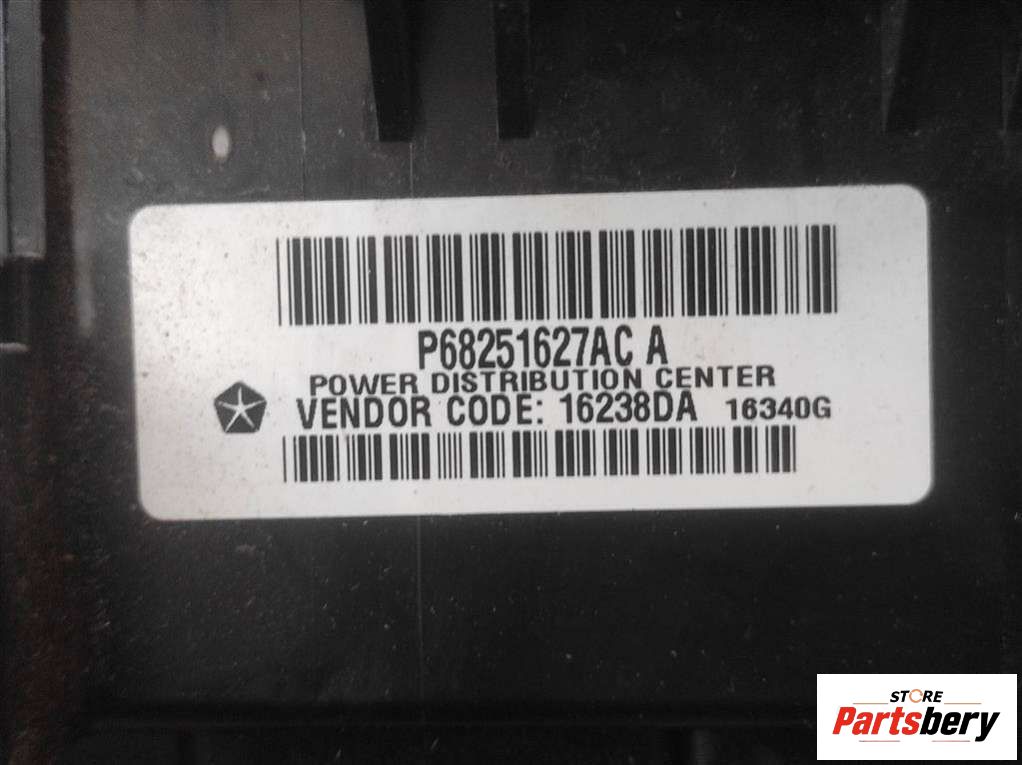 P68251627AC A
POWER DISTRIBUTION CENTER
VENDOR CODE: 16238DA 16340G
STORE
Partsbery